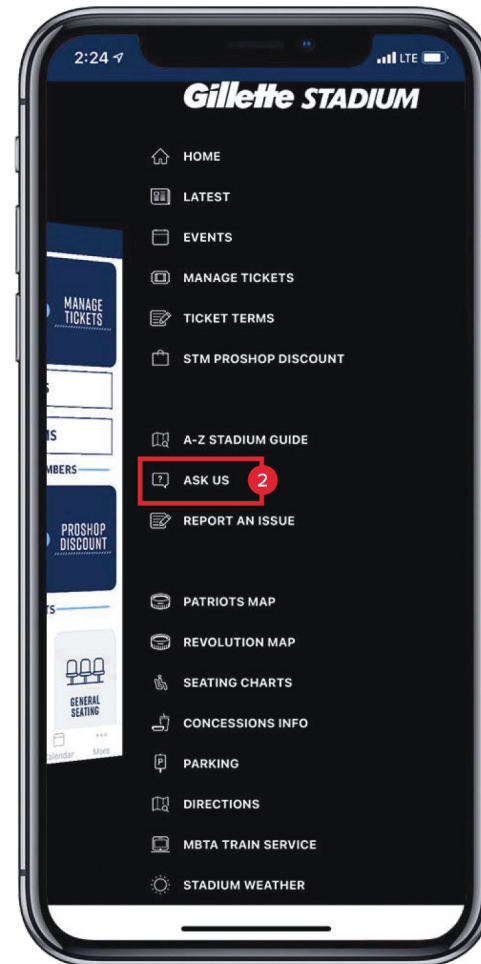 2:24
LTE
Gillette STADIUM
HOME
LATEST
EVENTS
MANAGE TICKETS
TICKET TERMS
STM PROSHOP DISCOUNT
A-Z STADIUM GUIDE
ASK US
2
REPORT AN ISSUE
PATRIOTS MAP
REVOLUTION MAP
SEATING CHARTS
CONCESSIONS INFO
P
PARKING
DIRECTIONS
MBTA TRAIN SERVICE
STADIUM WEATHER
MANAGE
TICKETS
S
MS
MBERS
PROSHOP
DISCOUNT
TS
GENERAL
SEATING
alendar
More